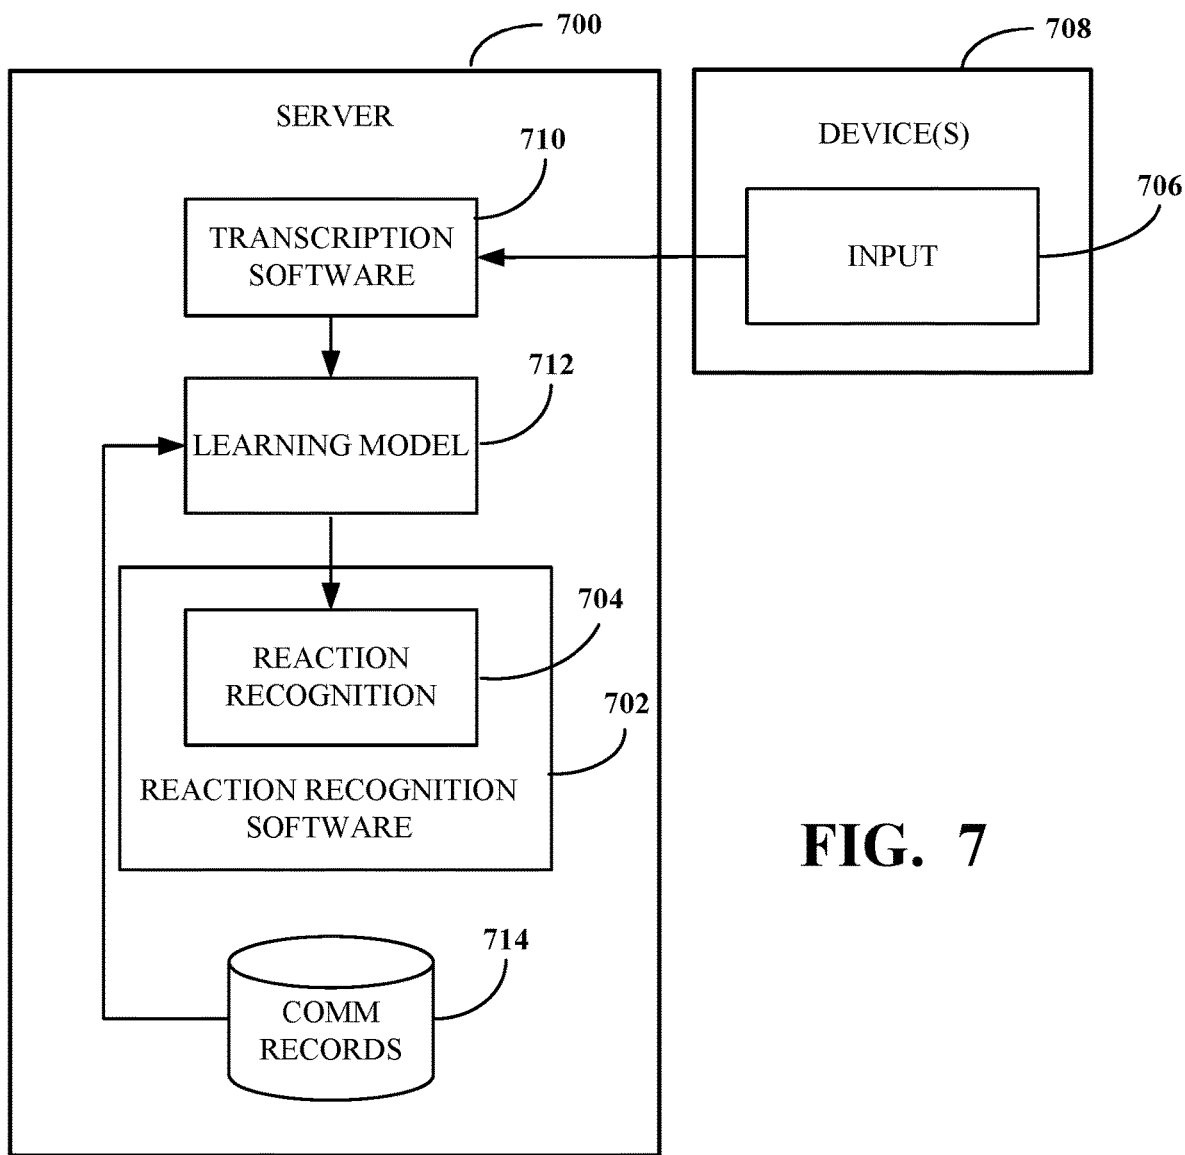 700
708
SERVER
DEVICE(S)
710
706
TRANSCRIPTION
SOFTWARE
INPUT
712
LEARNING MODEL
704
REACTION
RECOGNITION
702
REACTION RECOGNITION
SOFTWARE
FIG. 7
714
COMM
RECORDS